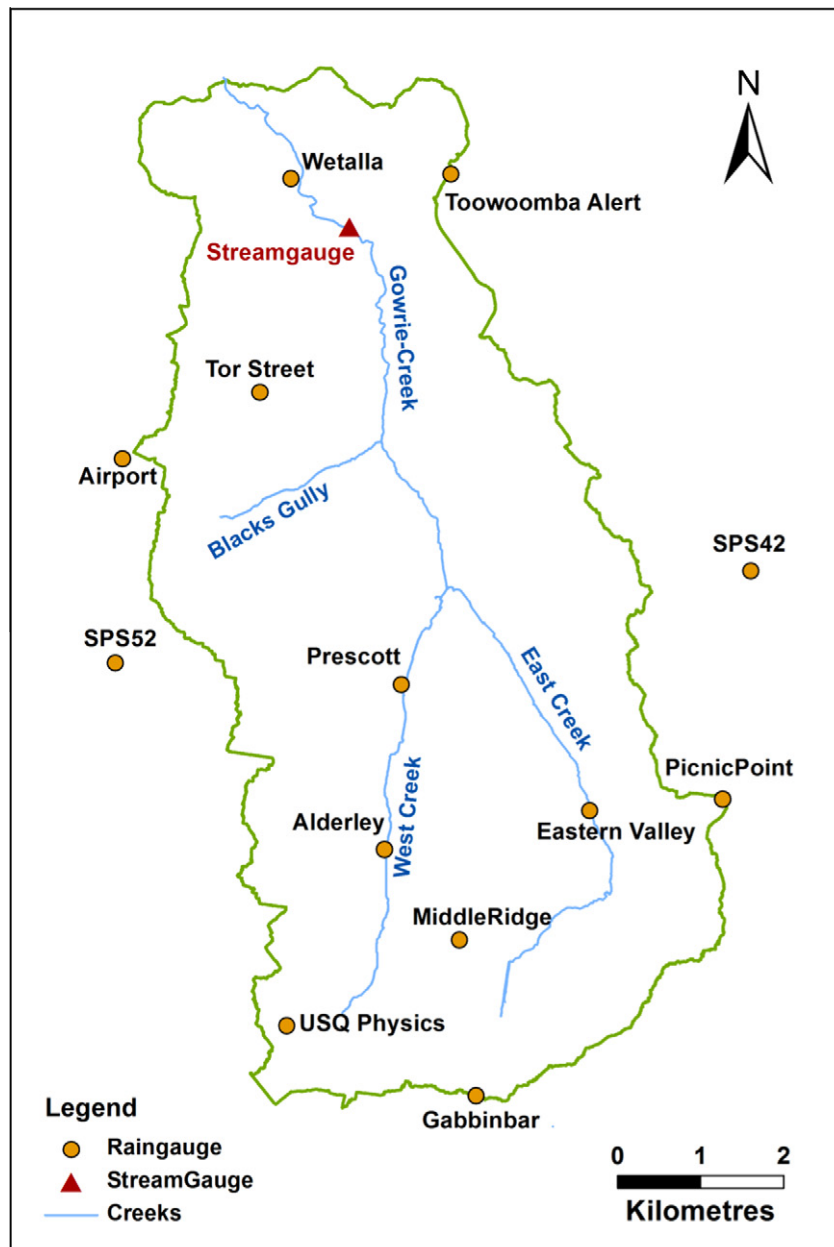 N
Wetalla
Toowoomba Alert
Streamgauge
Gowrie-Creek
Tor Street
Airport
Blacks Gully
SPS42
SPS52
Prescott
East Creek
PicnicPoint
West Creek
Alderley
Eastern Valley
MiddleRidge
USQ Physics
Gabbinbar
Legend
Raingauge
StreamGauge
Creeks
0 1 2
Kilometres